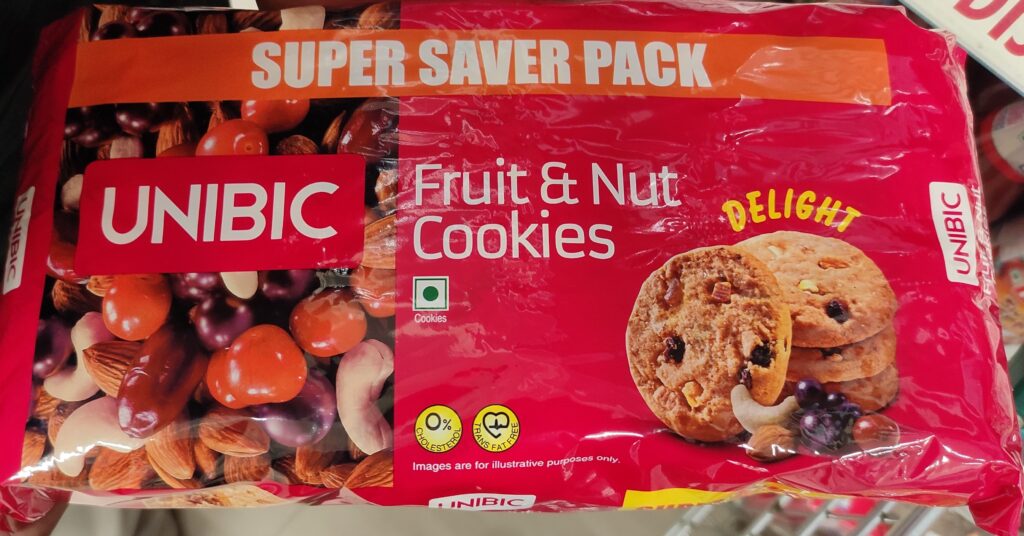 SUPER SAVER PACK
UNIBIC
Fruit & Nut
Cookies
DELIGHT
Cookies
0%
CHOLESTEROL
TRANS FAT FREE
Images are for illustrative purposes only.
UNIBIC
UNIBIC
UNIBIC